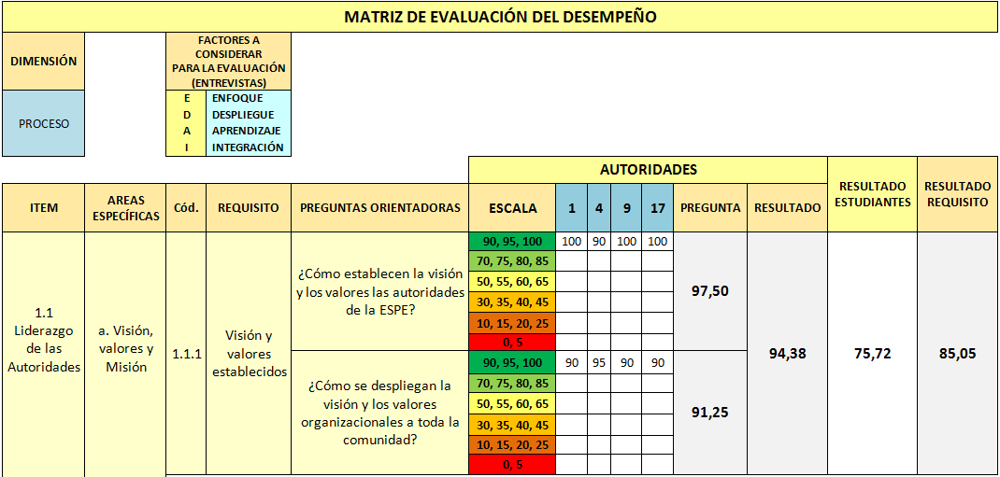 MATRIZ DE EVALUACIÓN DEL DESEMPEÑO
DIMENSIÓN
PROCESO
FACTORES A
CONSIDERAR
PARA LA EVALUACIÓN
(ENTREVISTAS)
E ENFOQUE
D DESPLIEGUE
A APRENDIZAJE
I INTEGRACIÓN
AUTORIDADES
RESULTADO
ESTUDIANTES
RESULTADO
REQUISITO
ITEM
AREAS
ESPECÍFICAS
Cód.
REQUISITO
PREGUNTAS ORIENTADORAS
ESCALA
1 4 9 17
PREGUNTA
RESULTADO
1.1
Liderazgo
de las
Autoridades
a. Visión,
valores y
Misión
1.1.1
Visión y
valores
establecidos
¿Cómo establecen la visión
y los valores las autoridades
de la ESPE?
90, 95, 100 100 90 100 100
70, 75, 80, 85
50, 55, 60, 65
30, 35, 40, 45
10, 15, 20, 25
0, 5
97,50
¿Cómo se despliegan la
visión y los valores
organizacionales a toda la
comunidad?
90, 95, 100 90 95 90 90
70, 75, 80, 85
50, 55, 60, 65
30, 35, 40, 45
10, 15, 20, 25
0, 5
91,25
94,38
75,72
85,05